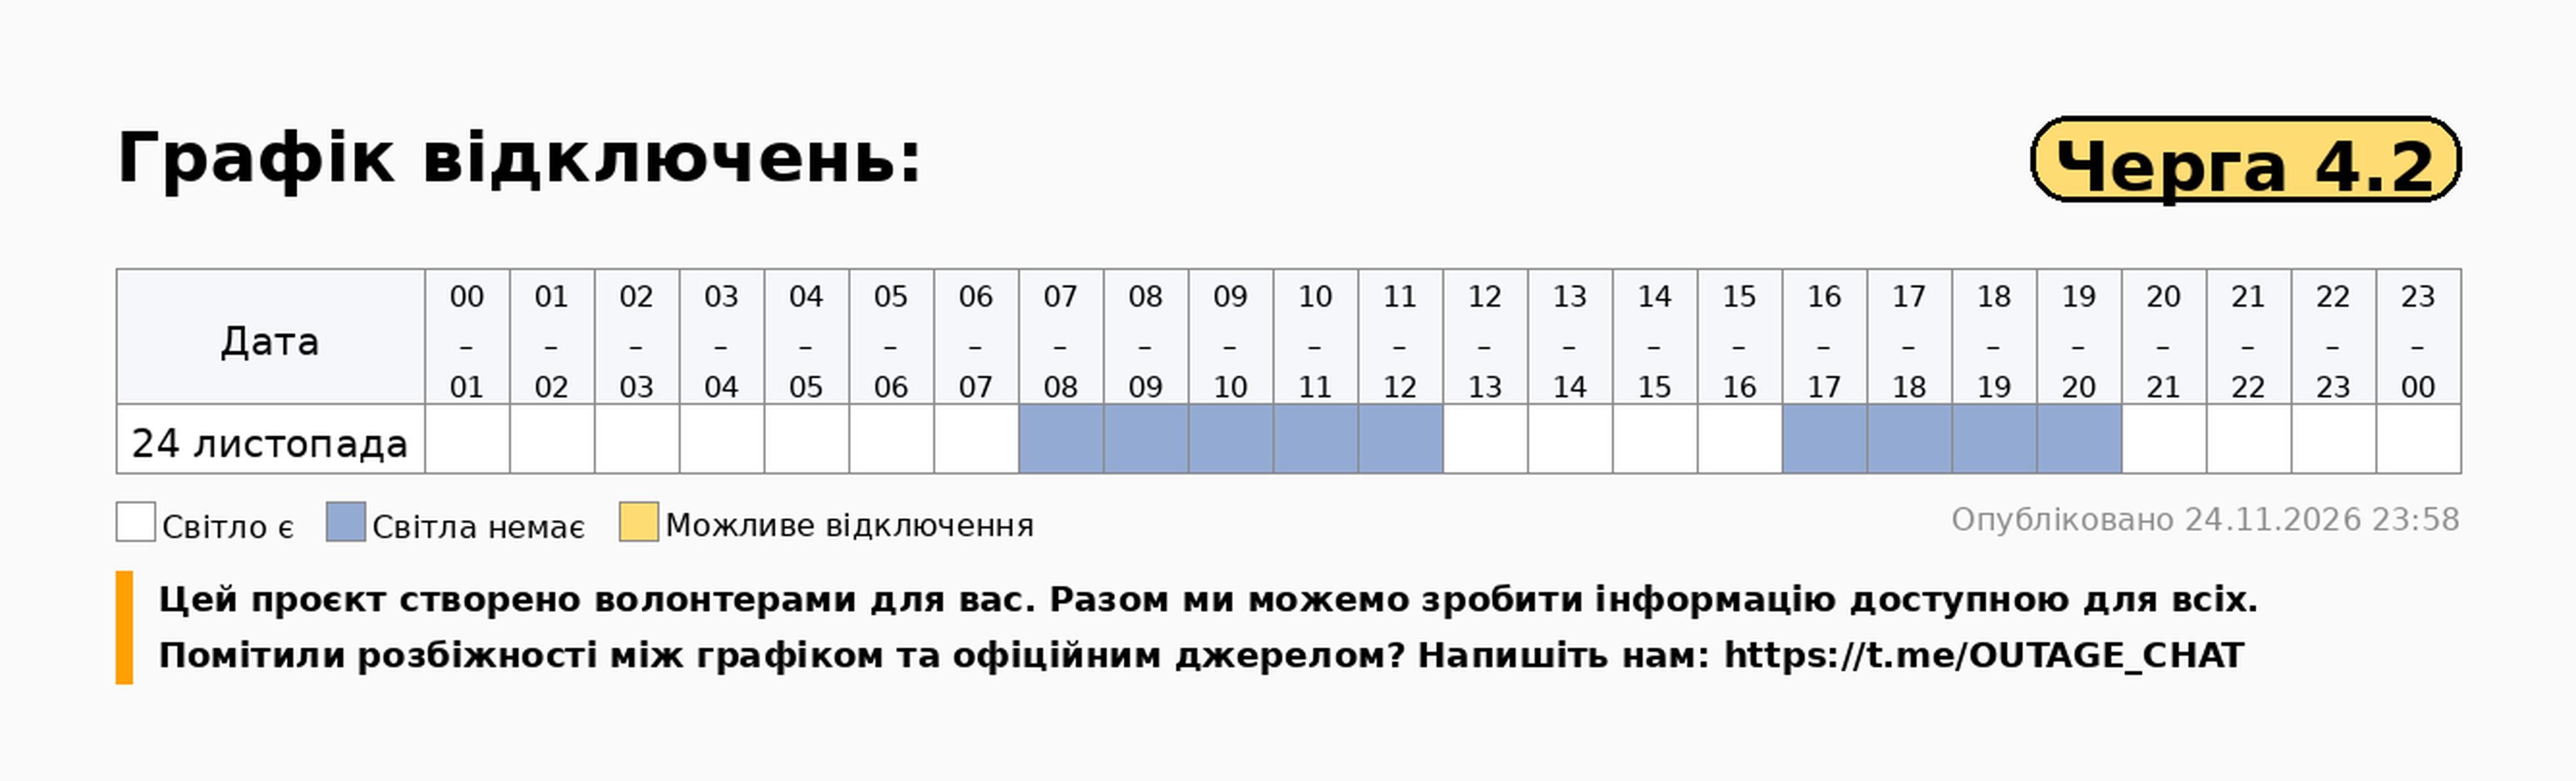 Графік відключень:
Черга 4.2
Дата
00 – 01
01 – 02
02 – 03
03 – 04
04 – 05
05 – 06
06 – 07
07 – 08
08 – 09
09 – 10
10 – 11
11 – 12
12 – 13
13 – 14
14 – 15
15 – 16
16 – 17
17 – 18
18 – 19
19 – 20
20 – 21
21 – 22
22 – 23
23 – 00
24 листопада
Світло є
Світла немає
Можливе відключення
Опубліковано 24.11.2026 23:58
Цей проєкт створено волонтерами для вас. Разом ми можемо зробити інформацію доступною для всіх.
Помітили розбіжності між графіком та офіційним джерелом? Напишіть нам: https://t.me/OUTAGE_CHAT